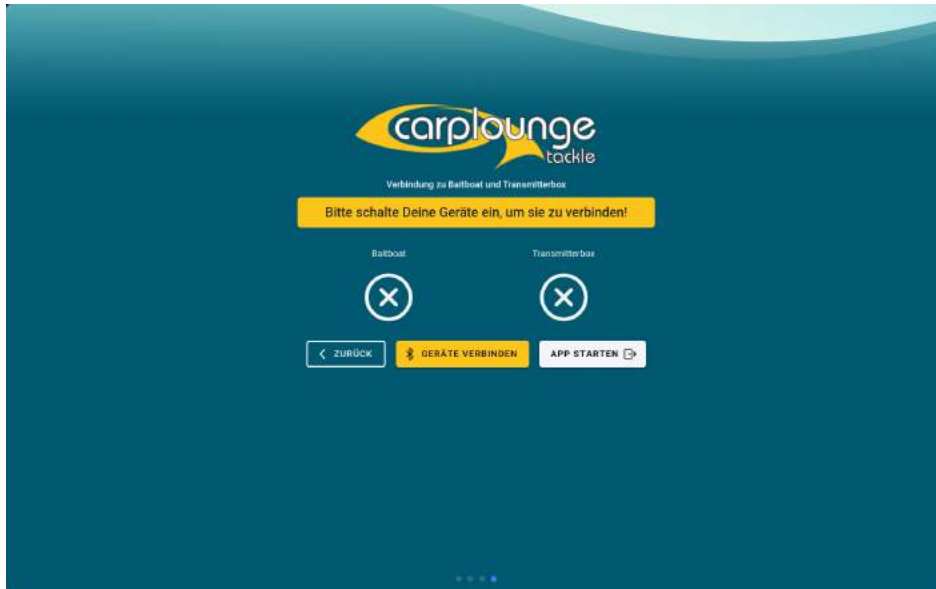 carplounge
tackle
Verbindung zu Baitboat und Transmitterbox
Bitte schalte Deine Geräte ein, um sie zu verbinden!
Baitboat Transmitterbox
ZURÜCK GERÄTE VERBINDEN APP STARTEN